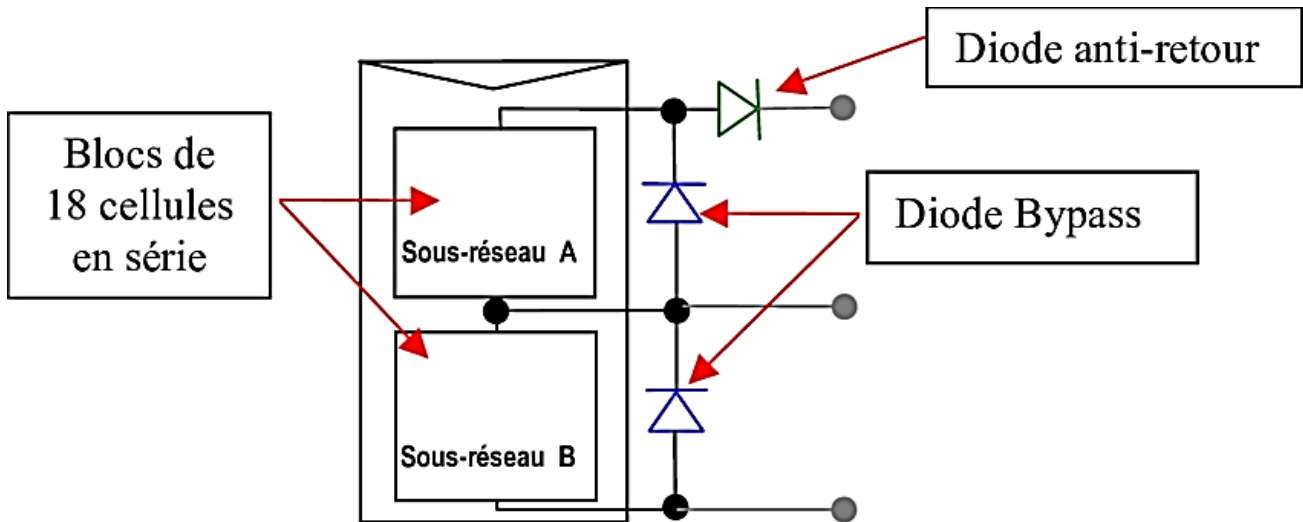 Diode anti-retour
Blocs de
18 cellules
en série
Sous-réseau A
Diode Bypass
Sous-réseau B